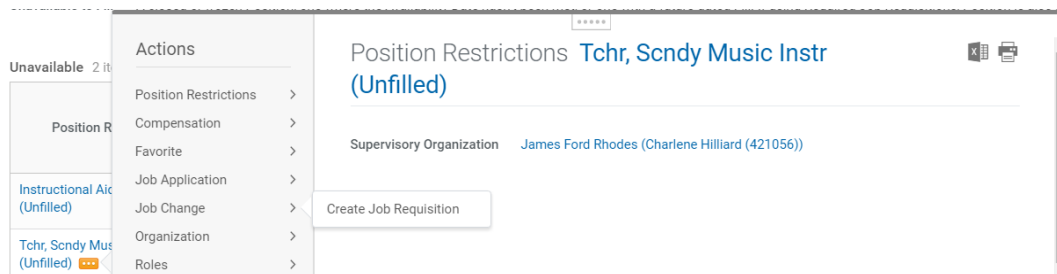 Actions
Position Restrictions Tchr, Scndy Music Instr
(Unfilled)
Unavailable 2 it
Position Restrictions
Compensation
Position R
Favorite
Supervisory Organization James Ford Rhodes (Charlene Hilliard (421056))
Job Application
Instructional Aid
(Unfilled)
Job Change
Create Job Requisition
Organization
Tchr, Scndy Mus
(Unfilled)
Roles